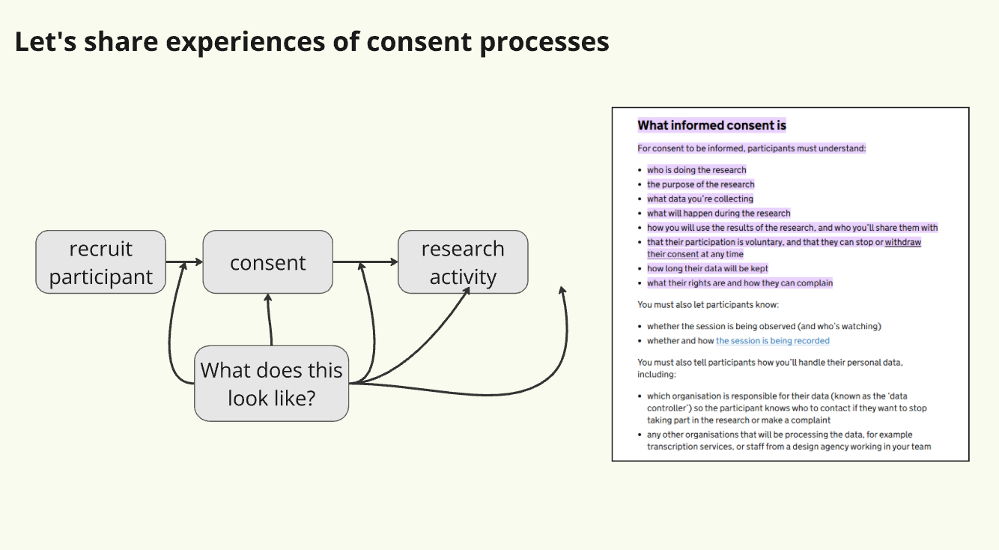 Let's share experiences of consent processes
recruit
participant
consent
research
activity
What does this
look like?
What informed consent is
For consent to be informed, participants must understand:
• who is doing the research
• the purpose of the research
• what data you're collecting
• what will happen during the research
• how you will use the results of the research, and who you'll share them with
• that their participation is voluntary, and that they can stop or withdraw
their consent at any time
• how long their data will be kept
• what their rights are and how they can complain
You must also let participants know:
• whether the session is being observed (and who's watching)
• whether and how the session is being recorded
You must also tell participants how you'll handle their personal data,
including:
• which organisation is responsible for their data (known as the 'data
controller') so the participant knows who to contact if they want to stop
taking part in the research or make a complaint
• any other organisations that will be processing the data, for example
transcription services, or staff from a design agency working in your team